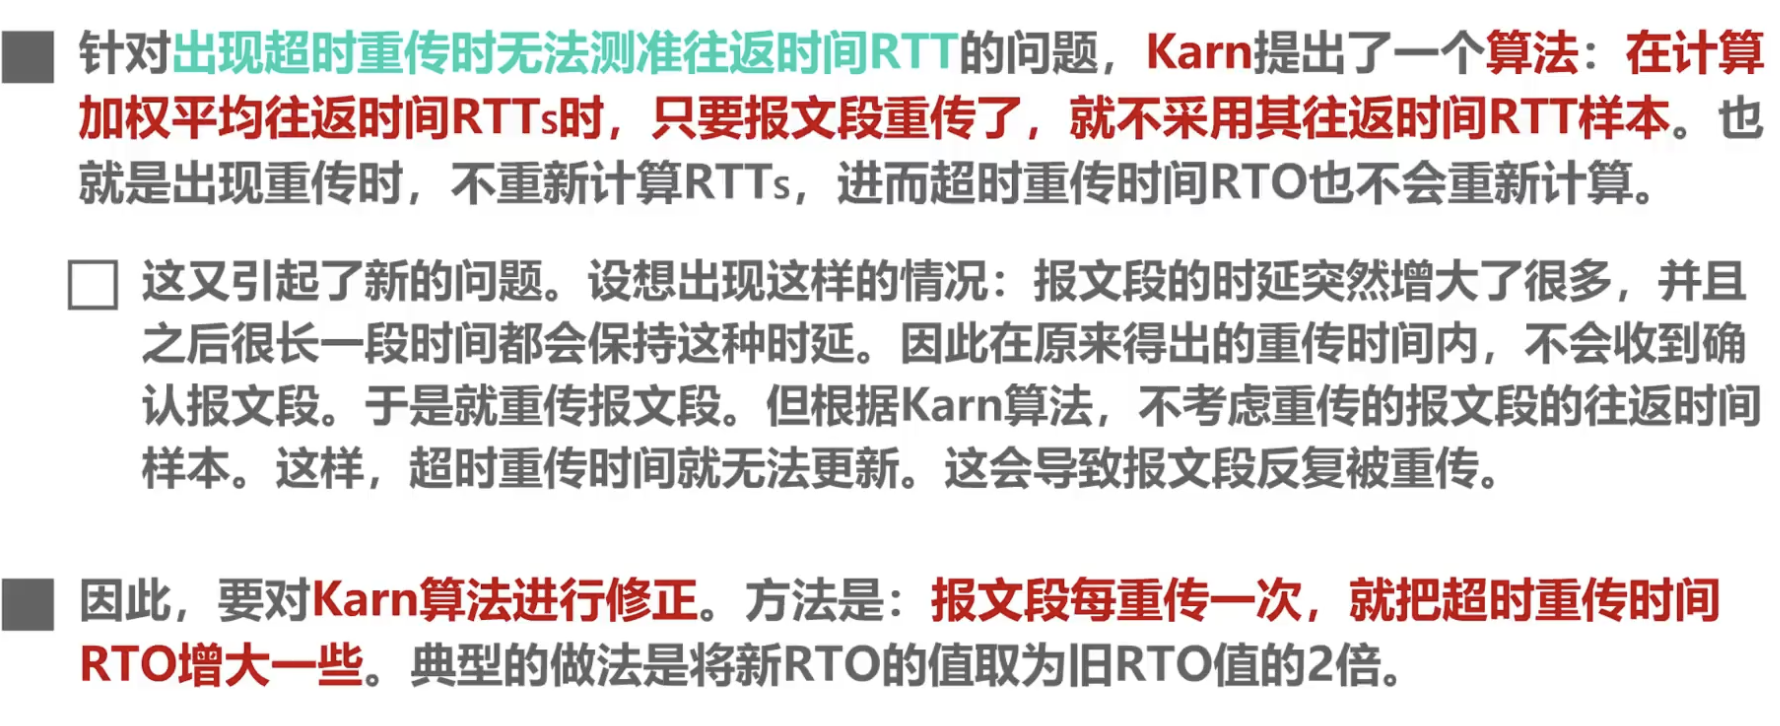 针对出现超时重传时无法测准往返时间RTT的问题，Karn提出了一个算法：在计算
加权平均往返时间RTTs时，只要报文段重传了，就不采用其往返时间RTT样本。也
就是出现重传时，不重新计算RTTs，进而超时重传时间RTO也不会重新计算。
这又引起了新的问题。设想出现这样的情况：报文段的时延突然增大了很多，并且
之后很长一段时间都会保持这种时延。因此在原来得出的重传时间内，不会收到确
认报文段。于是就重传报文段。但根据Karn算法，不考虑重传的报文段的往返时间
样本。这样，超时重传时间就无法更新。这会导致报文段反复被重传。
因此，要对Karn算法进行修正。方法是：报文段每重传一次，就把超时重传时间
RTO增大一些。典型的做法是将新RTO的值取为旧RTO值的2倍。